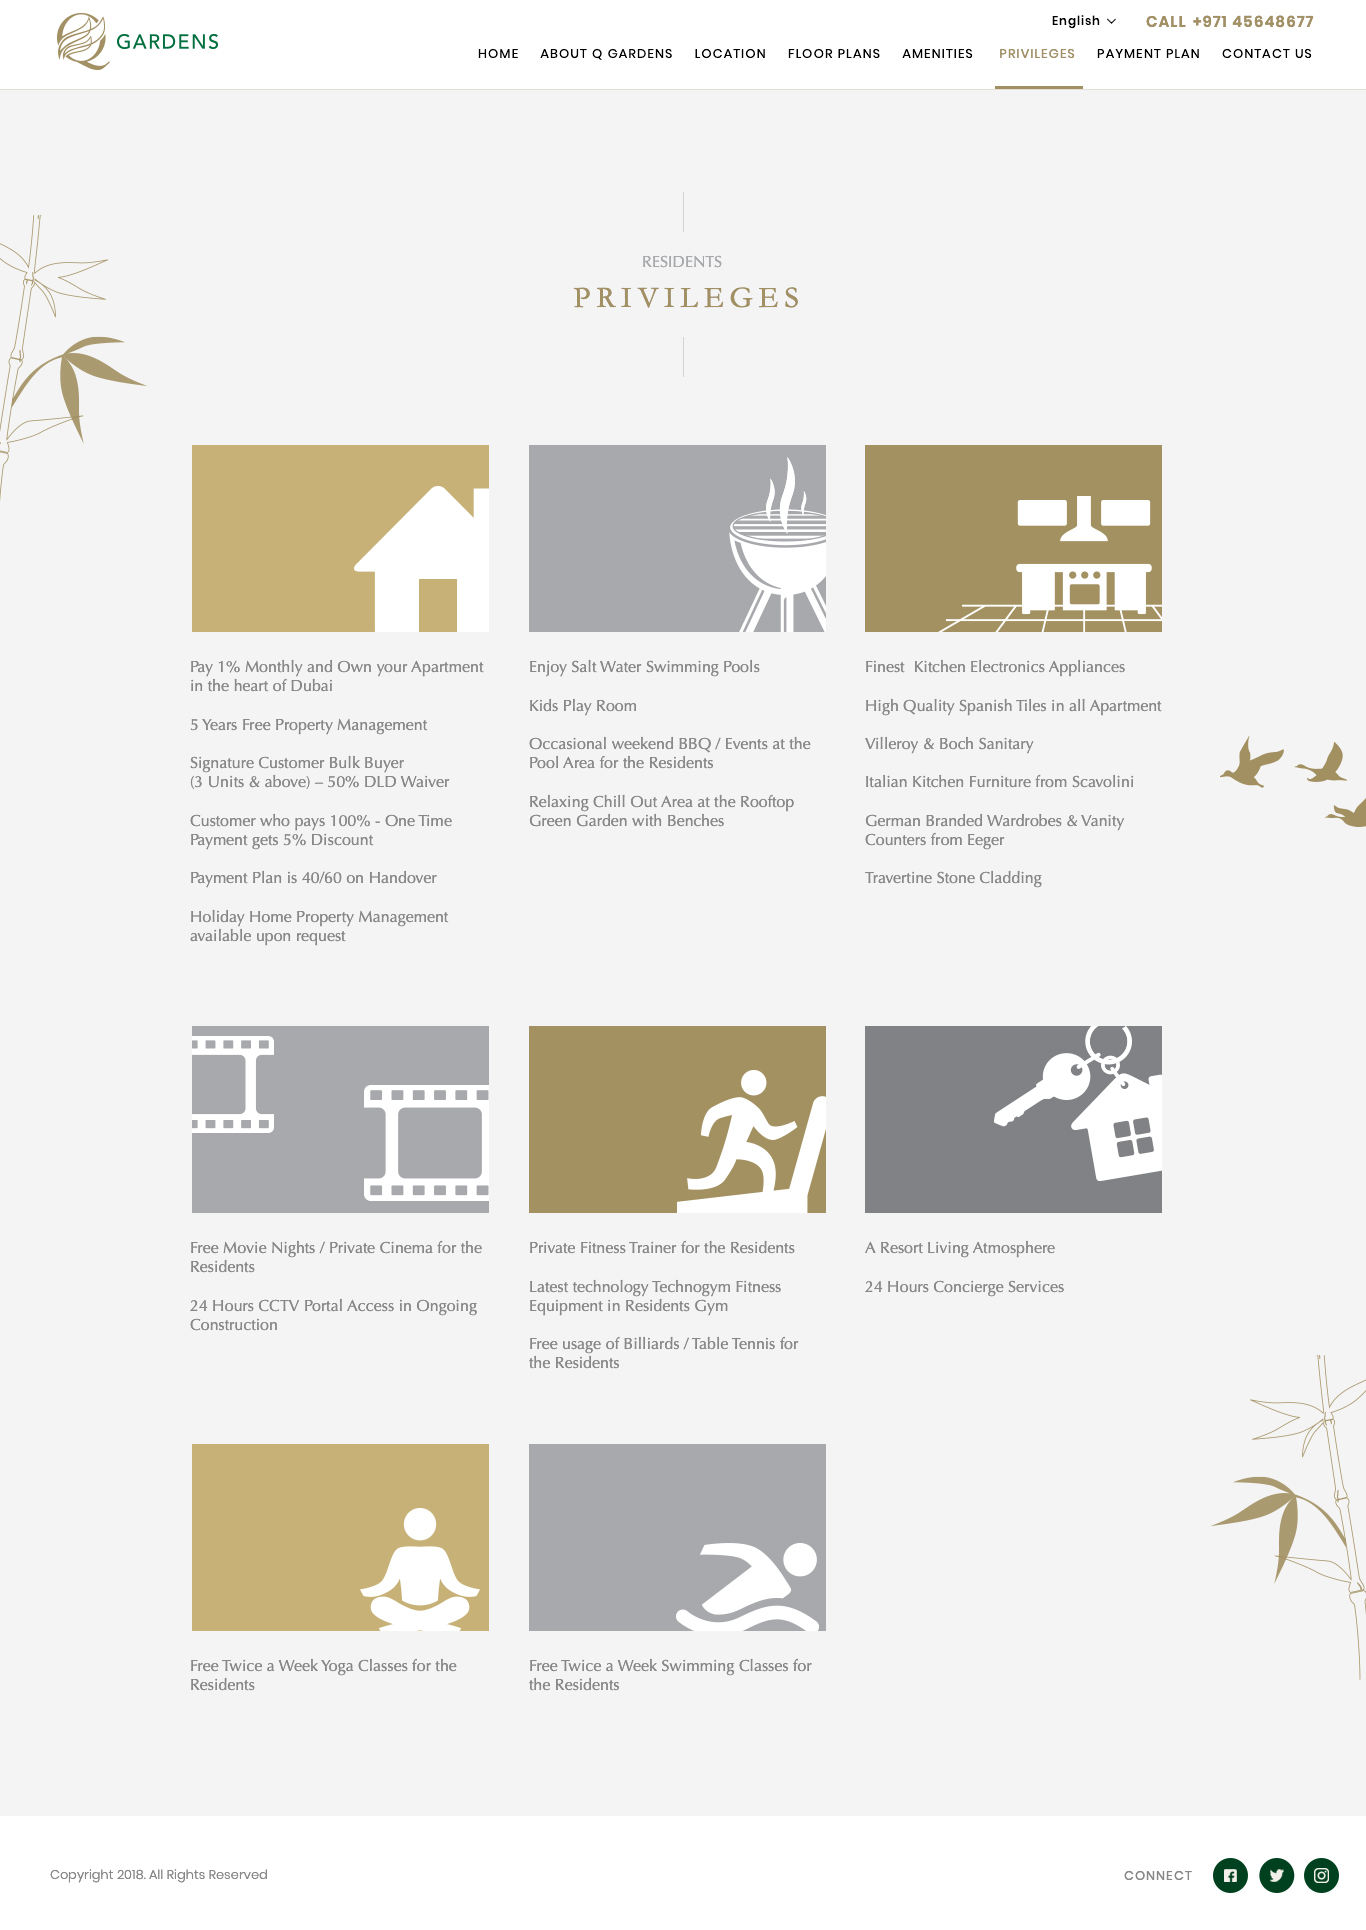 GARDENS
English
CALL +971 45648677
HOME ABOUT Q GARDENS LOCATION FLOOR PLANS AMENITIES PRIVILEGES PAYMENT PLAN CONTACT US
RESIDENTS
PRIVILEGES
Pay 1% Monthly and Own your Apartment
in the heart of Dubai
5 Years Free Property Management
Signature Customer Bulk Buyer
(3 Units & above) – 50% DLD Waiver
Customer who pays 100% - One Time
Payment gets 5% Discount
Payment Plan is 40/60 on Handover
Holiday Home Property Management
available upon request
Enjoy Salt Water Swimming Pools
Kids Play Room
Occasional weekend BBQ / Events at the
Pool Area for the Residents
Relaxing Chill Out Area at the Rooftop
Green Garden with Benches
Finest Kitchen Electronics Appliances
High Quality Spanish Tiles in all Apartment
Villeroy & Boch Sanitary
Italian Kitchen Furniture from Scavolini
German Branded Wardrobes & Vanity
Counters from Eeger
Travertine Stone Cladding
Free Movie Nights / Private Cinema for the
Residents
24 Hours CCTV Portal Access in Ongoing
Construction
Private Fitness Trainer for the Residents
Latest technology Technogym Fitness
Equipment in Residents Gym
Free usage of Billiards / Table Tennis for
the Residents
A Resort Living Atmosphere
24 Hours Concierge Services
Free Twice a Week Yoga Classes for the
Residents
Free Twice a Week Swimming Classes for
the Residents
Copyright 2018. All Rights Reserved
CONNECT